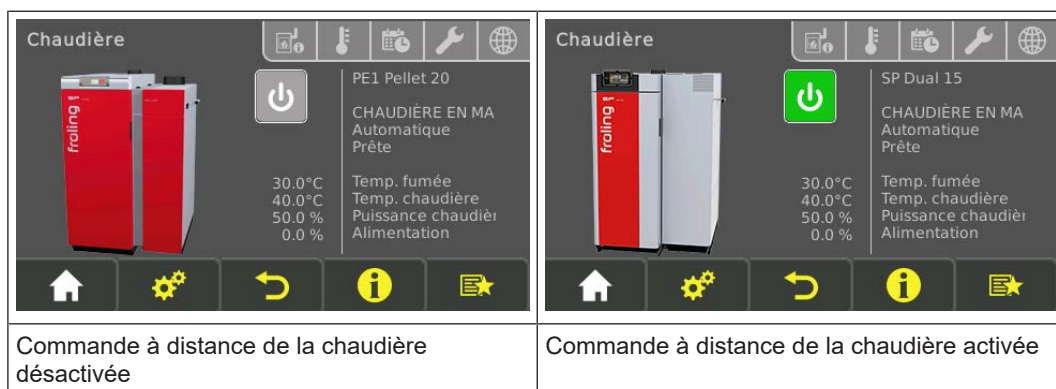 Chaudière
PE1 Pellet 20
CHAUDIÈRE EN MA
Automatique
Prête
30.0°C Temp. fumée
40.0°C Temp. chaudière
50.0 % Puissance chaudièr
0.0 % Alimentation
froling
Commande à distance de la chaudière
désactivée
Chaudière
SP Dual 15
CHAUDIÈRE EN MA
Automatique
Prête
30.0°C Temp. fumée
40.0°C Temp. chaudière
50.0 % Puissance chaudièr
0.0 % Alimentation
froling
Commande à distance de la chaudière activée